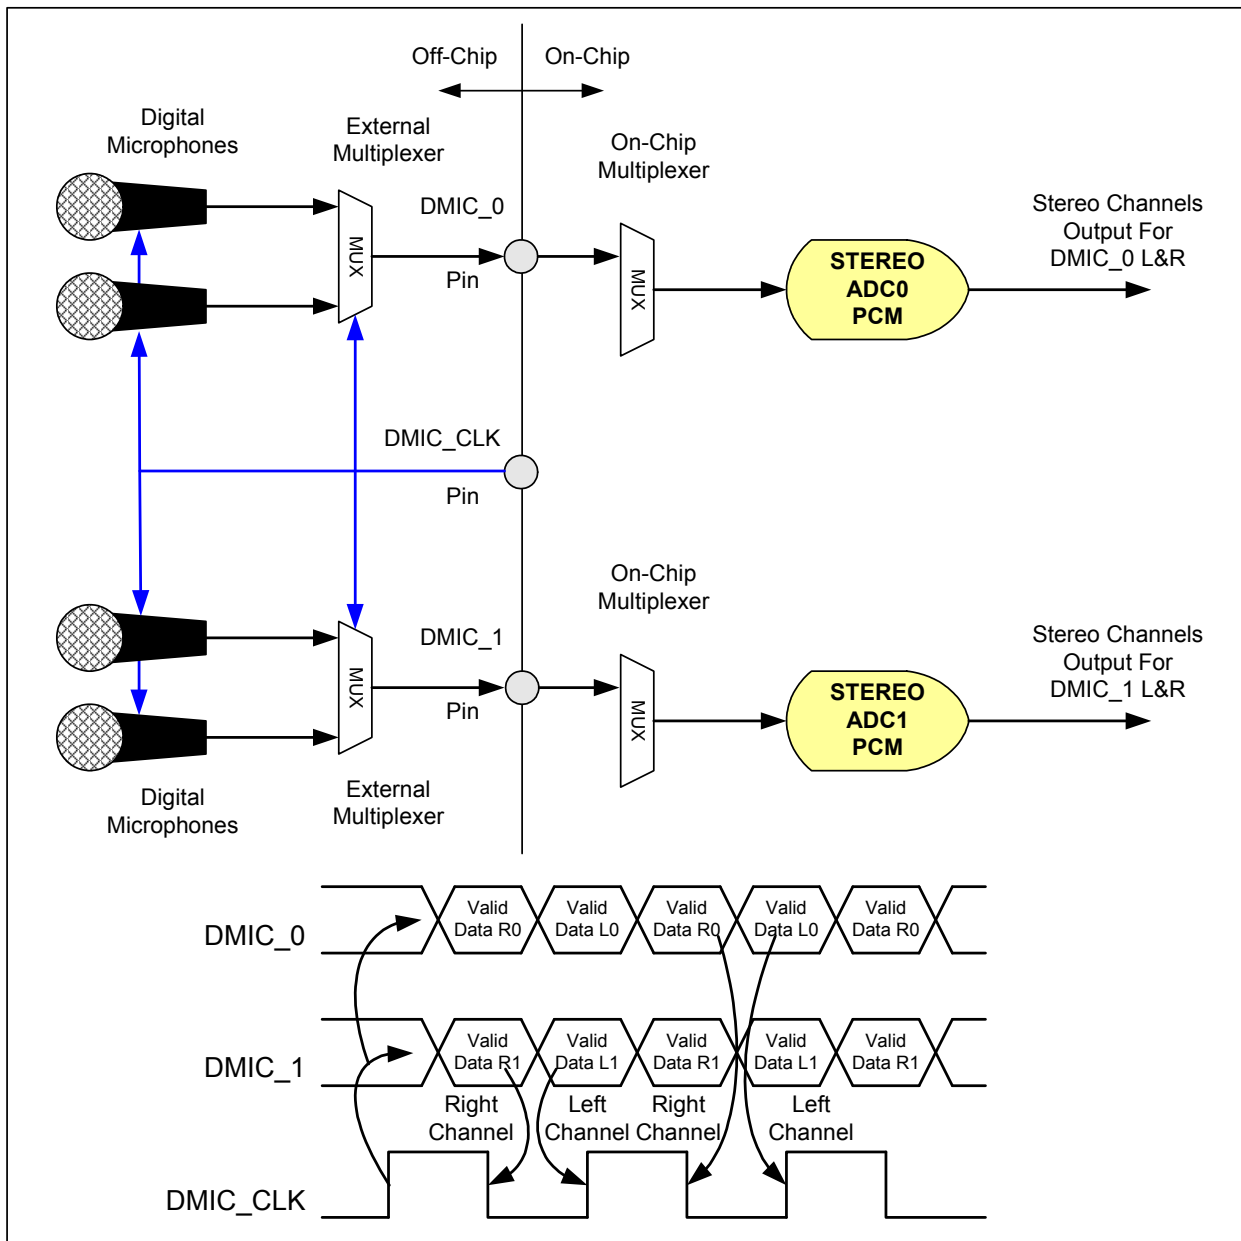 Off-Chip
On-Chip
Digital
Microphones
External
Multiplexer
On-Chip
Multiplexer
DMIC_0
Pin
MUX
MUX
STEREO
ADC0
PCM
Stereo Channels
Output For
DMIC_0 L&R
DMIC_CLK
Pin
On-Chip
Multiplexer
DMIC_1
Pin
MUX
MUX
STEREO
ADC1
PCM
Stereo Channels
Output For
DMIC_1 L&R
Digital
Microphones
External
Multiplexer
DMIC_0
Valid
Data R0
Valid
Data L0
Valid
Data R0
Valid
Data L0
Valid
Data R0
DMIC_1
Valid
Data R1
Valid
Data L1
Valid
Data R1
Valid
Data L1
Valid
Data R1
Right
Channel
Left
Channel
Right
Channel
Left
Channel
DMIC_CLK